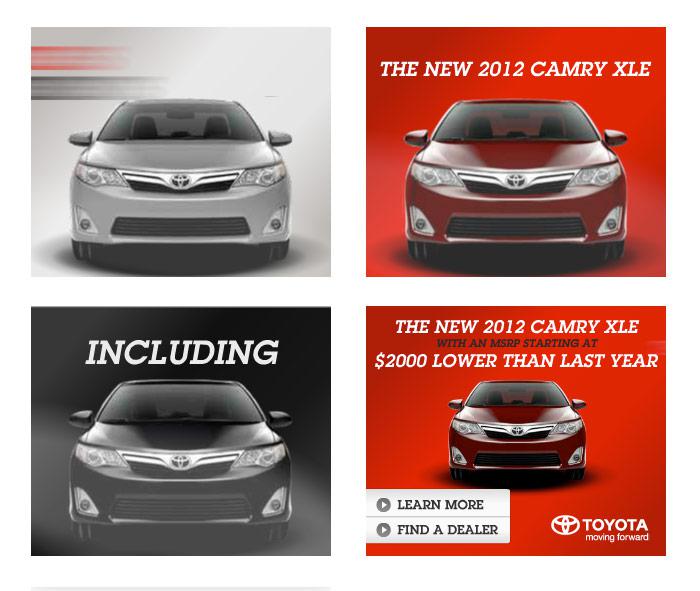 THE NEW 2012 CAMRY XLE
INCLUDING
THE NEW 2012 CAMRY XLE
WITH AN MSRP STARTING AT
$2000 LOWER THAN LAST YEAR
LEARN MORE
FIND A DEALER
TOYOTA
moving forward